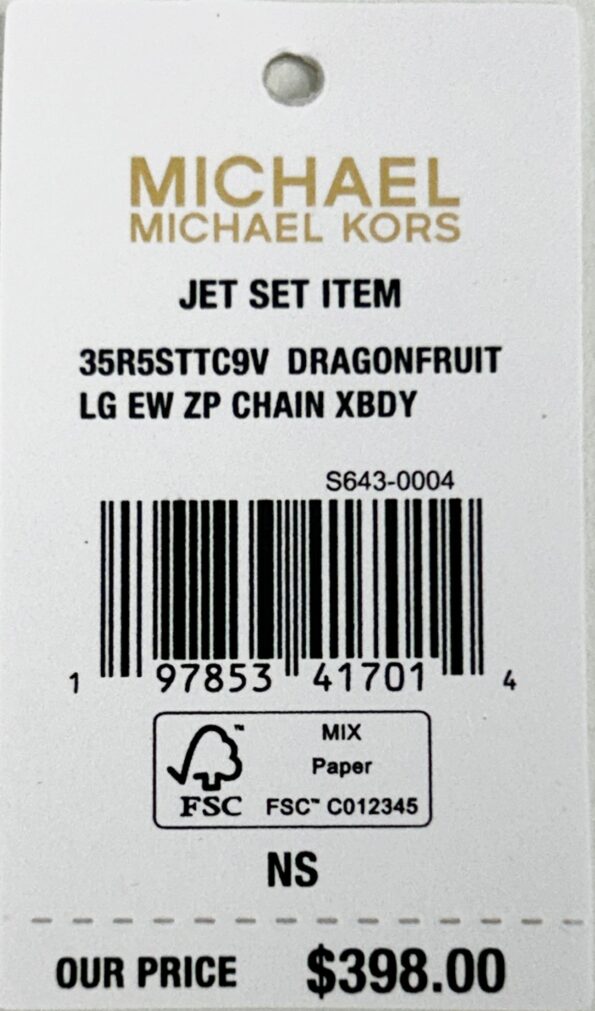 MICHAEL
MICHAEL KORS
JET SET ITEM
35R5STTC9V DRAGONFRUIT
LG EW ZP CHAIN XBDY
S643-0004
1 97853 41701 4
FSC
™
MIX
Paper
FSC™ C012345
NS
OUR PRICE $398.00